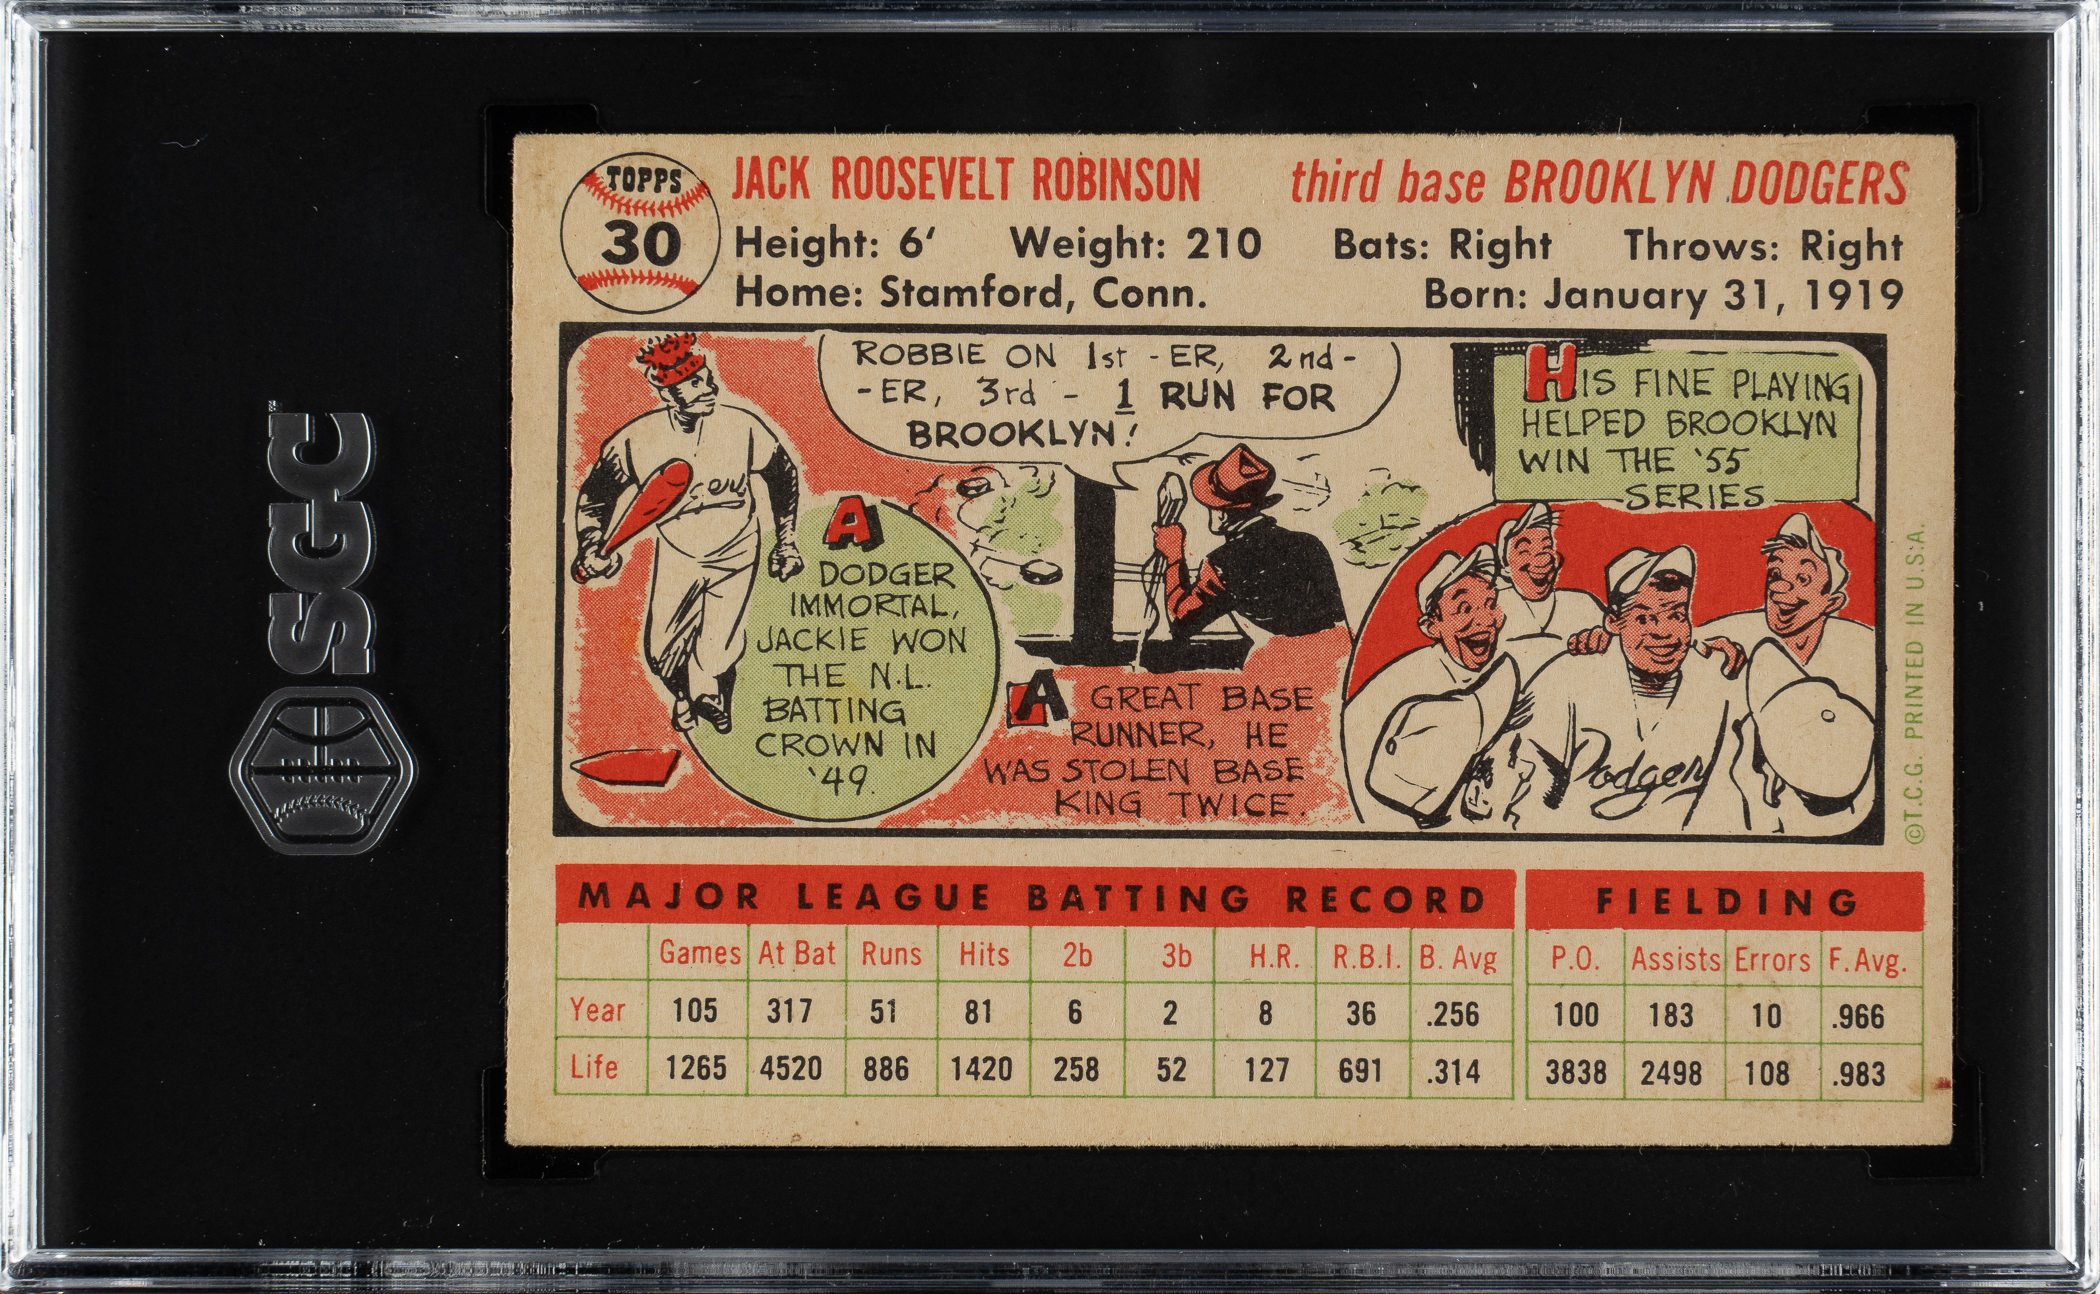 SGC
TOPPS
30
JACK ROOSEVELT ROBINSON third base BROOKLYN DODGERS
Height: 6' Weight: 210 Bats: Right Throws: Right
Home: Stamford, Conn. Born: January 31, 1919
A
DODGER
IMMORTAL,
JACKIE WON
THE N.L.
BATTING
CROWN IN
'49.
ROBBIE ON 1st -ER, 2nd-
-ER, 3rd - 1 RUN FOR
BROOKLYN!
A GREAT BASE
RUNNER, HE
WAS STOLEN BASE
KING TWICE.
HIS FINE PLAYING
HELPED BROOKLYN
WIN THE '55
SERIES
Dodgers
©T.C.G. PRINTED IN U.S.A.
MAJOR LEAGUE BATTING RECORD FIELDING
Games At Bat Runs Hits 2b 3b H.R. R.B.I. B. Avg P.O. Assists Errors F. Avg.
Year 105 317 51 81 6 2 8 36 .256 100 183 10 .966
Life 1265 4520 886 1420 258 52 127 691 .314 3838 2498 108 .983